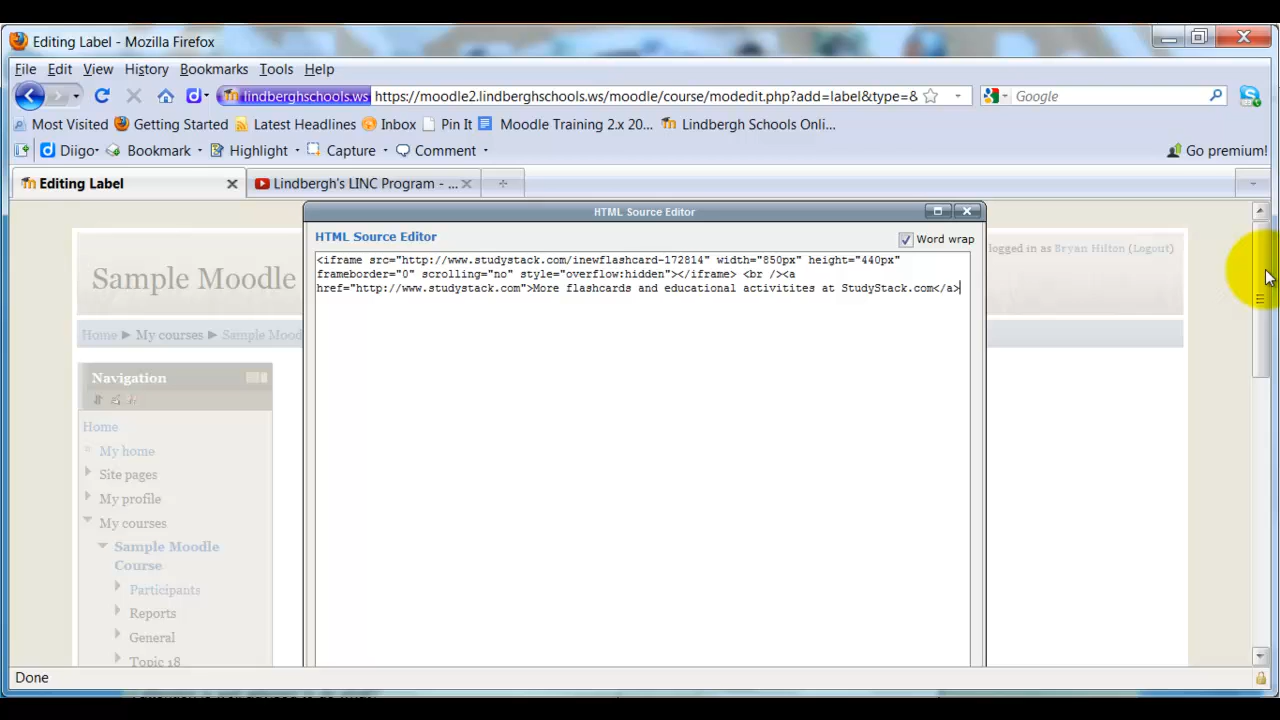 Editing Label - Mozilla Firefox
File Edit View History Bookmarks Tools Help
lindberghschools.ws https://moodle2.lindberghschools.ws/moodle/course/modedit.php?add=label&type=& Google
Most Visited Getting Started Latest Headlines Inbox Pin It Moodle Training 2.x 20... Lindbergh Schools Onli...
Diigo Bookmark Highlight Capture Comment Go premium!
Editing Label Lindbergh's LINC Program - ...
HTML Source Editor
HTML Source Editor Word wrap
<iframe src="http://www.studystack.com/inewflashcard-172814" width="850px" height="440px"
frameborder="0" scrolling="no" style="overflow:hidden"></iframe> <br /><a
href="http://www.studystack.com">More flashcards and educational activitites at StudyStack.com</a>
logged in as Bryan Hilton (Logout)
Sample Moodle
Home ▶ My courses ▶ Sample Mood
Navigation
Home
My home
Site pages
My profile
My courses
Sample Moodle
Course
Participants
Reports
General
Topic 18
Done